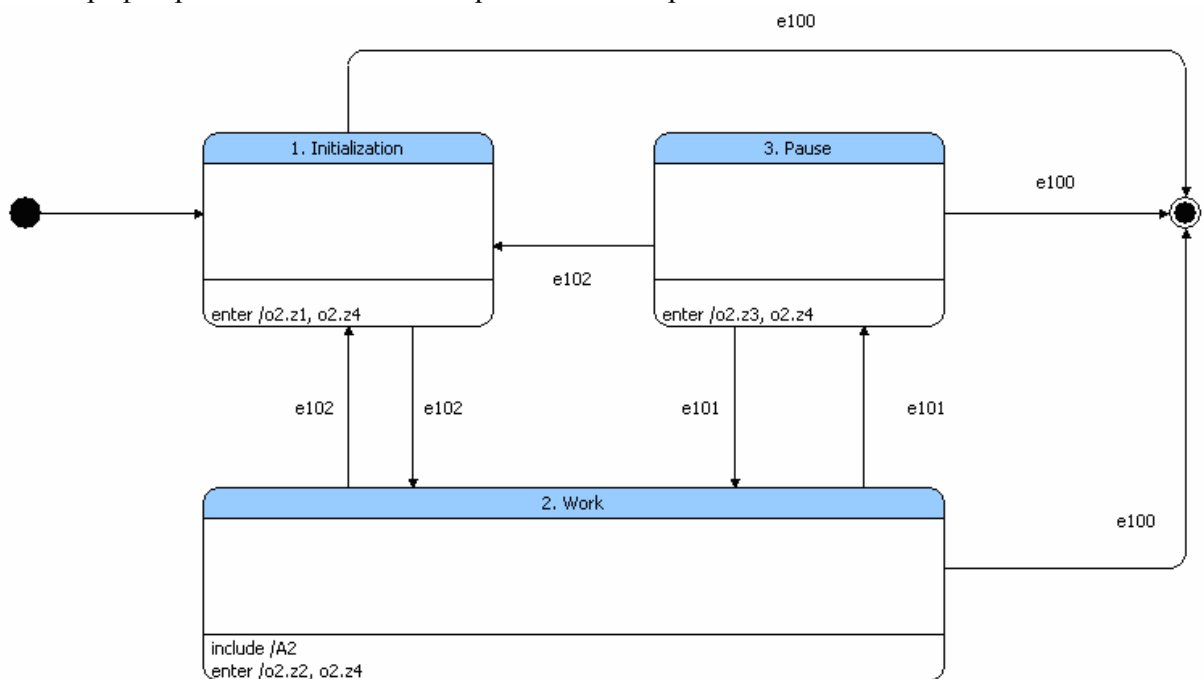 e100
1. Initialization
3. Pause
e100
e102
enter /o2.z1, o2.z4
enter /o2.z3, o2.z4
e102
e102
e101
e101
2. Work
e100
include /A2
enter /o2.z2, o2.z4